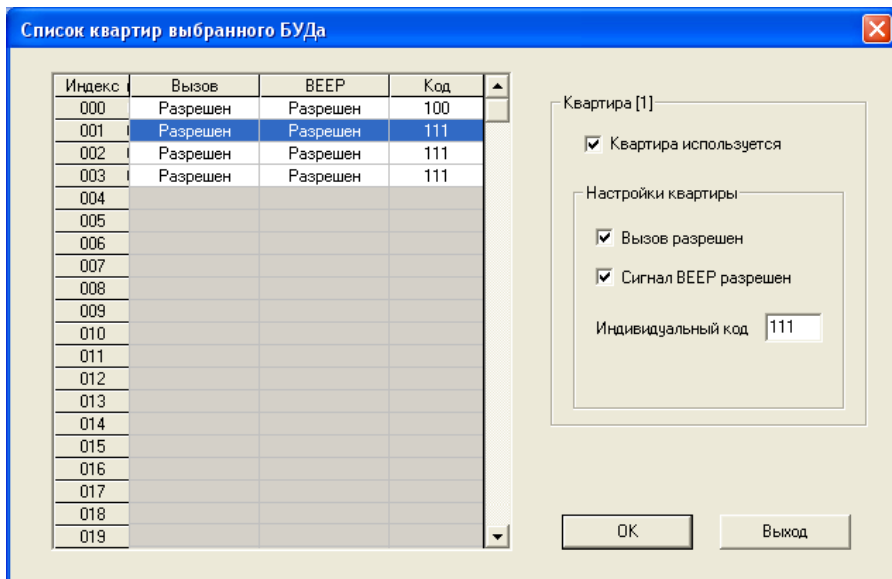 Список квартир выбранного БУДа
Индекс Вызов BEEP Код
000 Разрешен Разрешен 100
001 Разрешен Разрешен 111
002 Разрешен Разрешен 111
003 Разрешен Разрешен 111
004
005
006
007
008
009
010
011
012
013
014
015
016
017
018
019
Квартира [1]
Квартира используется
Настройки квартиры
Вызов разрешен
Сигнал BEEP разрешен
Индивидуальный код 111
OK Выход